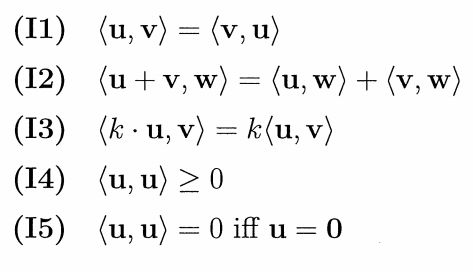 (I1) ⟨u, v⟩ = ⟨v, u⟩
(I2) ⟨u + v, w⟩ = ⟨u, w⟩ + ⟨v, w⟩
(I3) ⟨k · u, v⟩ = k⟨u, v⟩
(I4) ⟨u, u⟩ ≥ 0
(I5) ⟨u, u⟩ = 0 iff u = 0